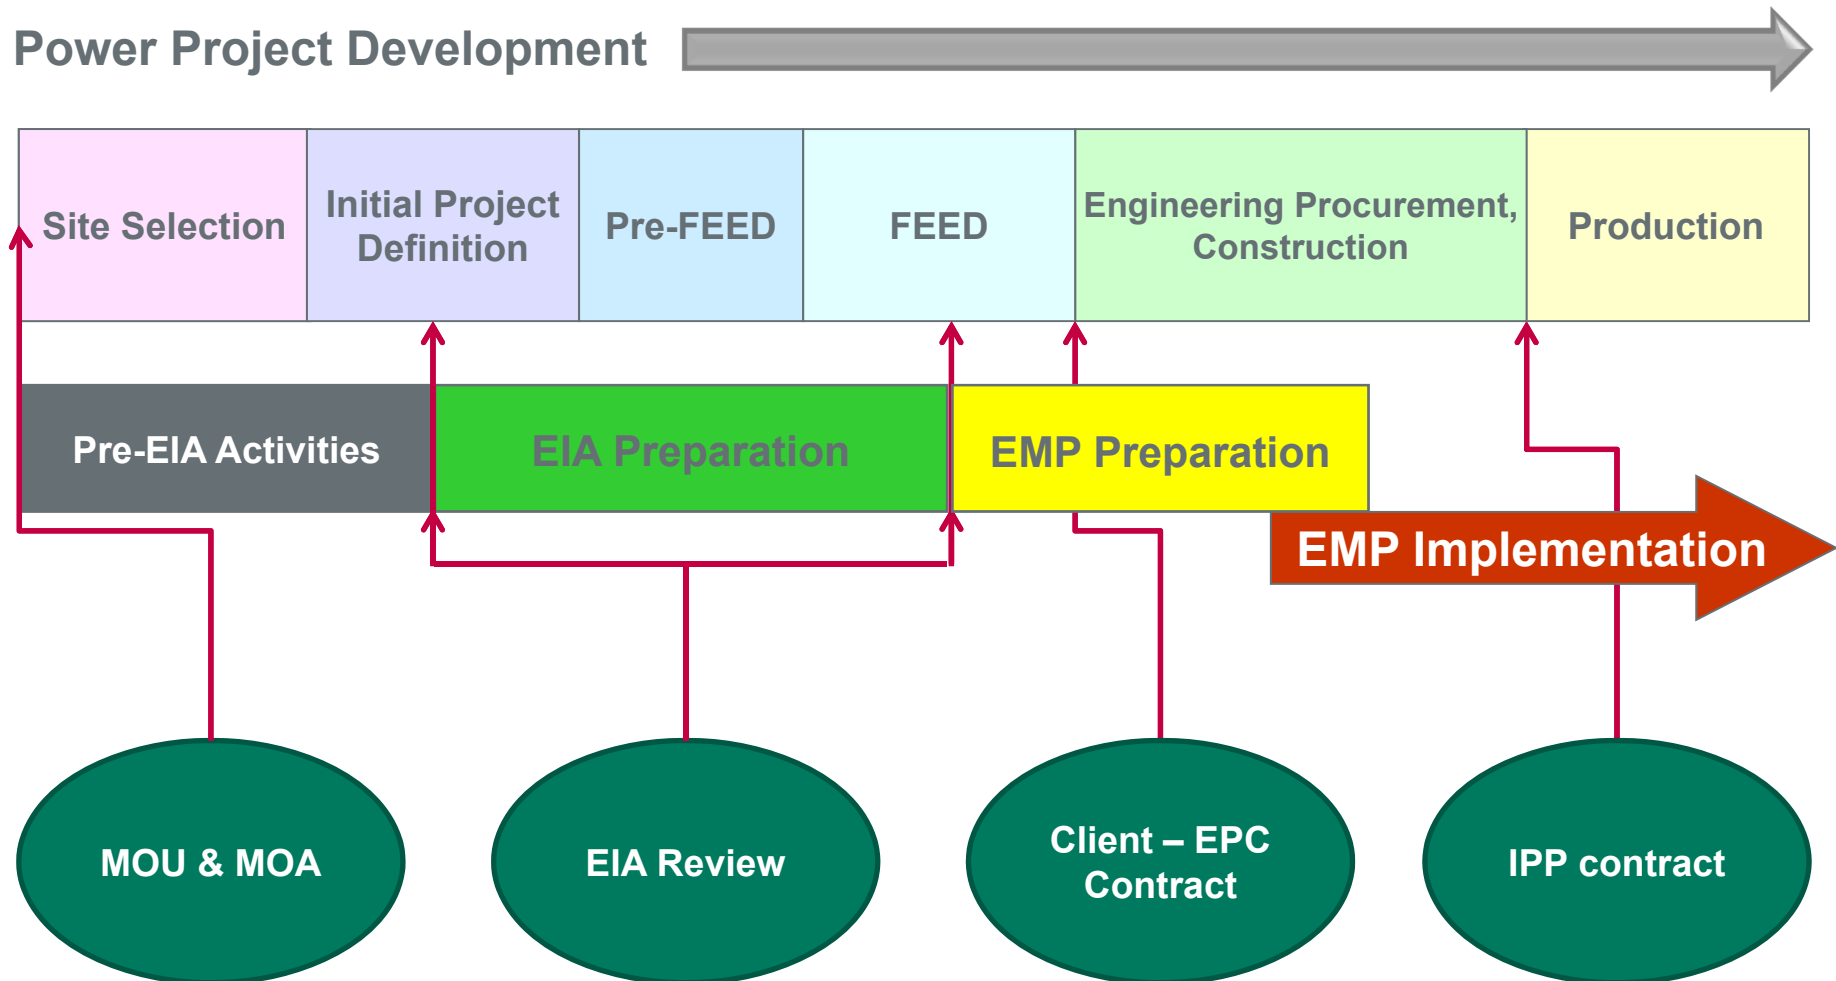 Power Project Development
Site Selection
Initial Project
Definition
Pre-FEED
FEED
Engineering Procurement,
Construction
Production
Pre-EIA Activities
EIA Preparation
EMP Preparation
EMP Implementation
MOU & MOA
EIA Review
Client – EPC
Contract
IPP contract